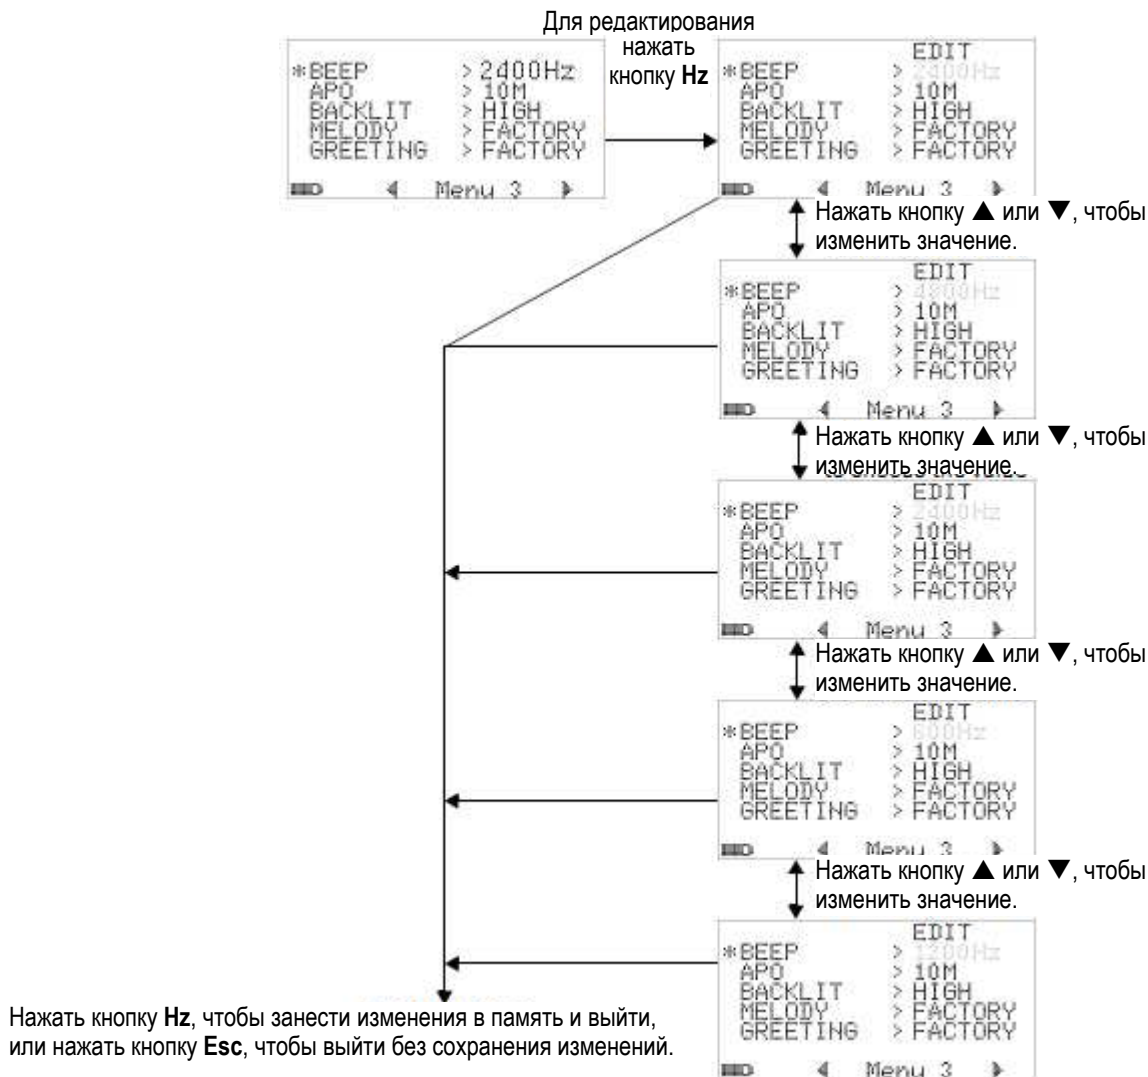 Для редактирования
нажать
кнопку Hz
*BEEP > 2400Hz
APO > 10M
BACKLIT > HIGH
MELODY > FACTORY
GREETING > FACTORY
Menu 3
EDIT
*BEEP > 2400Hz
APO > 10M
BACKLIT > HIGH
MELODY > FACTORY
GREETING > FACTORY
Menu 3
Нажать кнопку ▲ или ▼, чтобы
изменить значение.
EDIT
*BEEP > 4800Hz
APO > 10M
BACKLIT > HIGH
MELODY > FACTORY
GREETING > FACTORY
Menu 3
Нажать кнопку ▲ или ▼, чтобы
изменить значение.
EDIT
*BEEP > 2400Hz
APO > 10M
BACKLIT > HIGH
MELODY > FACTORY
GREETING > FACTORY
Menu 3
Нажать кнопку ▲ или ▼, чтобы
изменить значение.
EDIT
*BEEP > 600Hz
APO > 10M
BACKLIT > HIGH
MELODY > FACTORY
GREETING > FACTORY
Menu 3
Нажать кнопку ▲ или ▼, чтобы
изменить значение.
EDIT
*BEEP > 1200Hz
APO > 10M
BACKLIT > HIGH
MELODY > FACTORY
GREETING > FACTORY
Menu 3
Нажать кнопку Hz, чтобы занести изменения в память и выйти,
или нажать кнопку Esc, чтобы выйти без сохранения изменений.